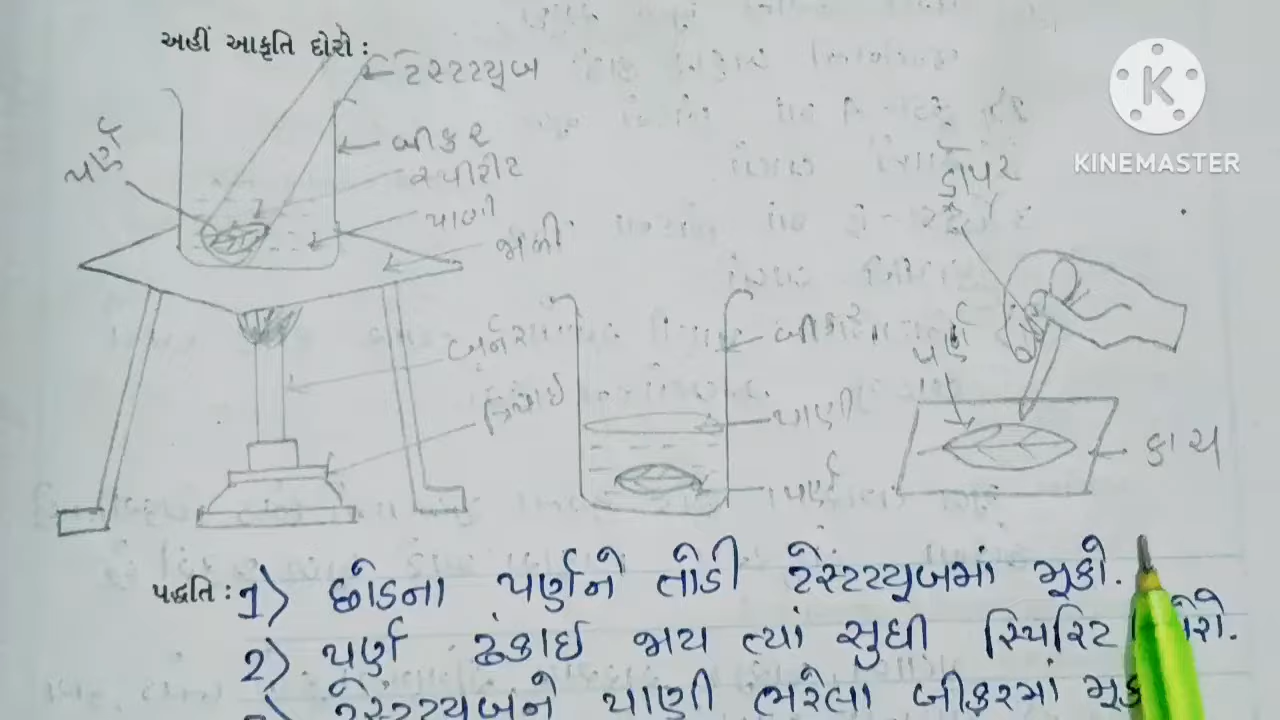 અહીં આકૃતિ દોરો :
ટેસ્ટટ્યૂબ
પર્ણ
બીકર
સ્પીરીટ
પાણી
જાળી
KINEMASTER
ડ્રોપર
પર્ણ
બર્નર
ત્રિપાઈ
પાણી
પર્ણ
કાચ
પદ્ધતિ : 1) છોડના પર્ણને તોડી ટેસ્ટટ્યૂબમાં મૂકો.
2) પર્ણ ઢંકાઈ જાય ત્યાં સુધી સ્પિરિટ
ટેસ્ટટ્યૂબને પાણી ભરેલા બીકરમાં